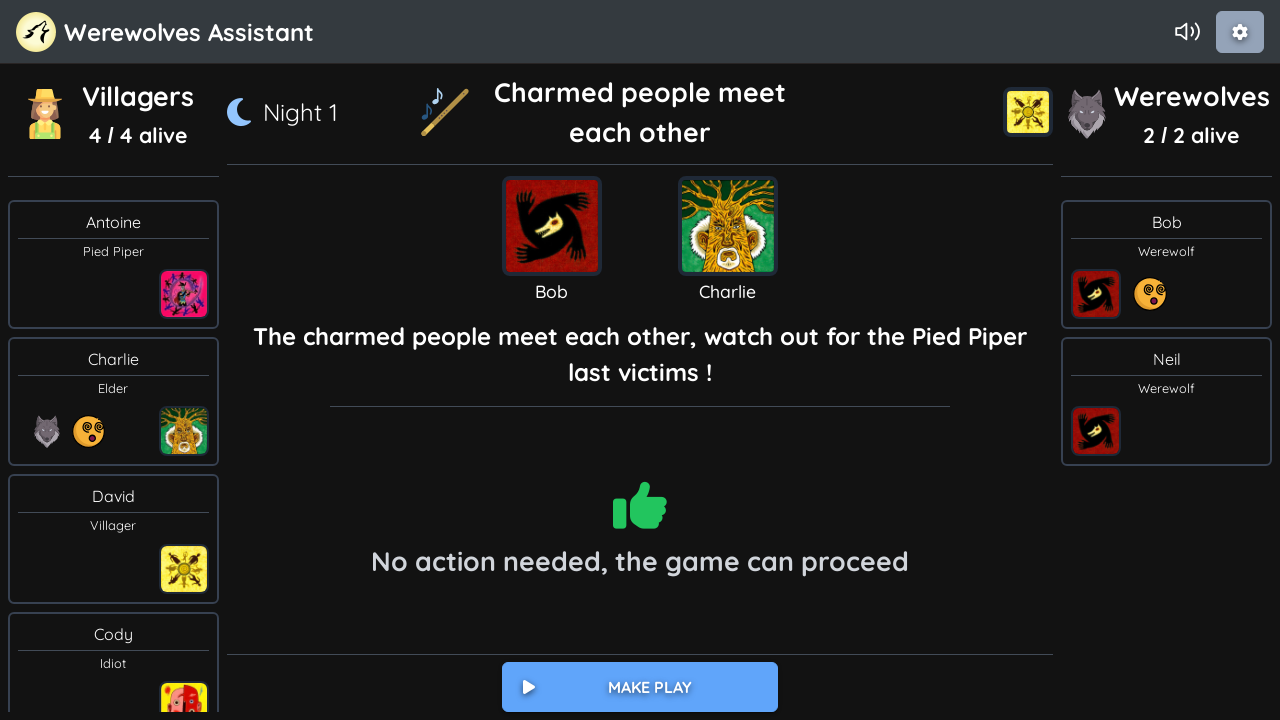 Werewolves Assistant
Villagers
4 / 4 alive
Night 1
Charmed people meet
each other
Werewolves
2 / 2 alive
Antoine
Pied Piper
Charlie
Elder
David
Villager
Cody
Idiot
Bob
Charlie
The charmed people meet each other, watch out for the Pied Piper
last victims !
No action needed, the game can proceed
MAKE PLAY
Bob
Werewolf
Neil
Werewolf